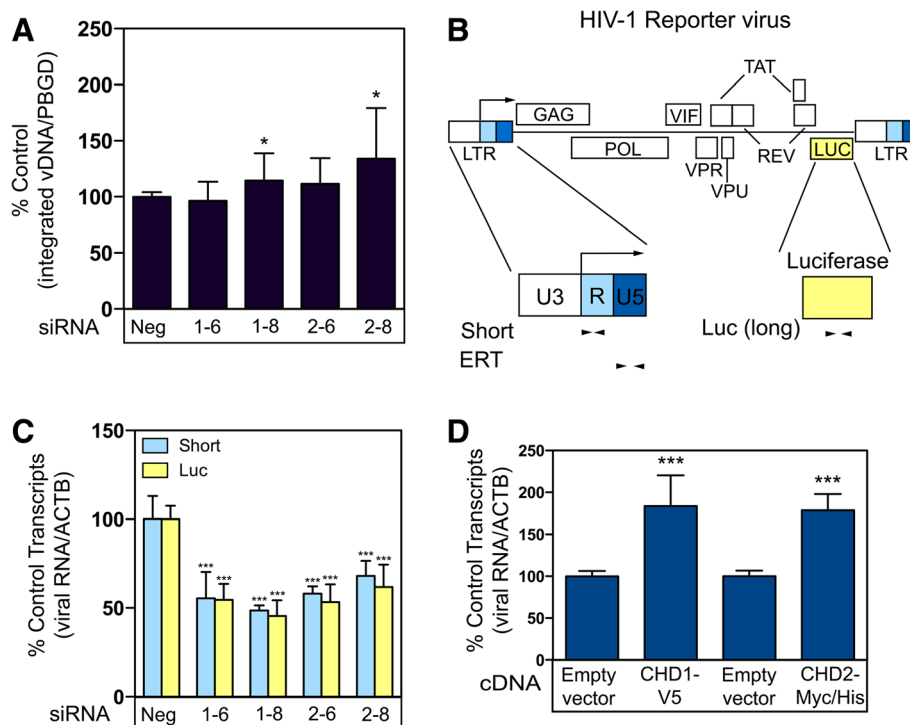 A
% Control
(integrated vDNA/PBGD)
250
200
150
100
50
0
*
*
siRNA
Neg
1-6
1-8
2-6
2-8
B
HIV-1 Reporter virus
TAT
GAG
VIF
LTR
POL
VPR
VPU
REV
LUC
LTR
U3
R
U5
Luciferase
Short
Luc (long)
ERT
C
% Control Transcripts
(viral RNA/ACTB)
150
100
50
0
Short
Luc
***
***
***
***
***
***
***
***
siRNA
Neg
1-6
1-8
2-6
2-8
D
% Control Transcripts
(viral RNA/ACTB)
250
200
150
100
50
0
***
***
cDNA
Empty
vector
CHD1-
V5
Empty
vector
CHD2-
Myc/His